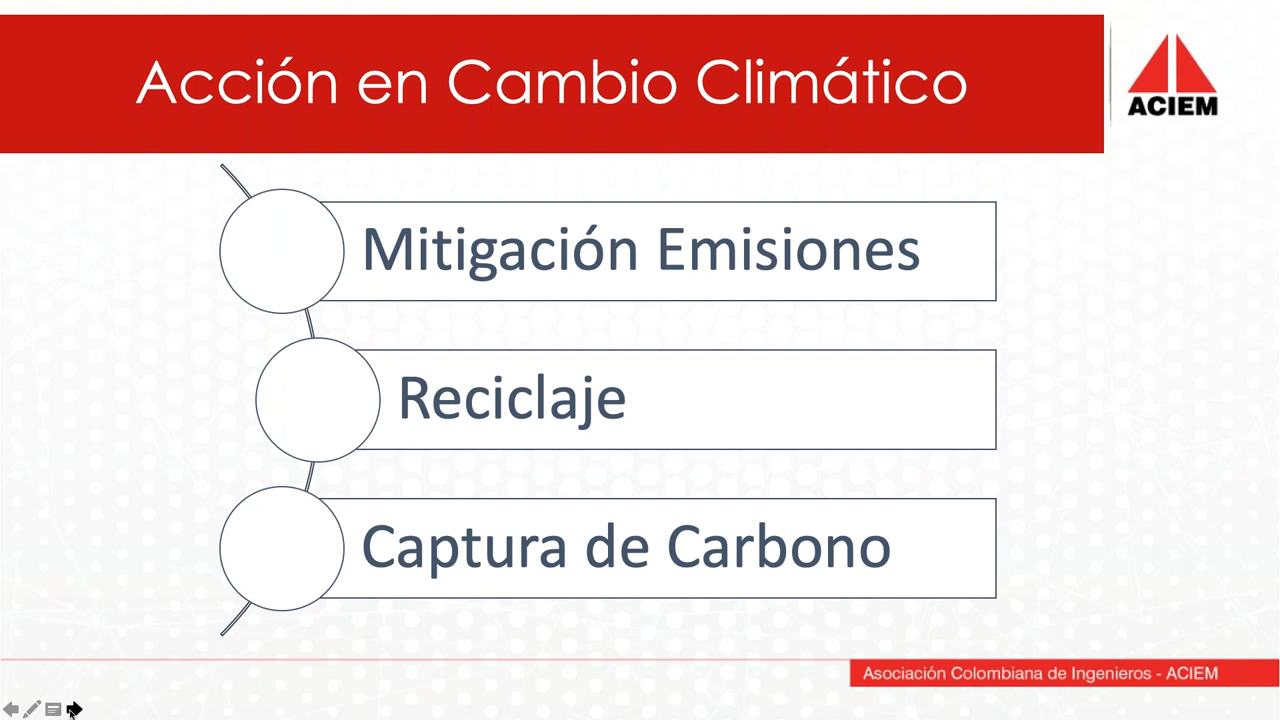 Acción en Cambio Climático
ACIEM
Mitigación Emisiones
Reciclaje
Captura de Carbono
Asociación Colombiana de Ingenieros - ACIEM